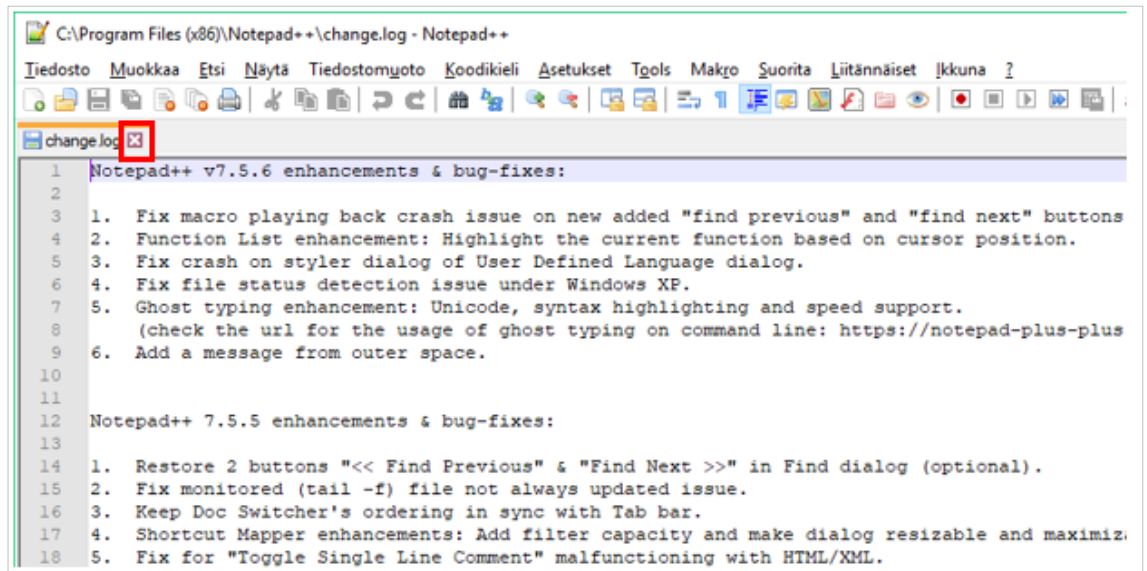 C:\Program Files (x86)\Notepad++\change.log - Notepad++
Tiedosto Muokkaa Etsi Näytä Tiedostomuoto Koodikieli Asetukset Tools Makro Suorita Liitännäiset Ikkuna ?
change.log
1 Notepad++ v7.5.6 enhancements & bug-fixes:
2
3 1. Fix macro playing back crash issue on new added "find previous" and "find next" buttons
4 2. Function List enhancement: Highlight the current function based on cursor position.
5 3. Fix crash on styler dialog of User Defined Language dialog.
6 4. Fix file status detection issue under Windows XP.
7 5. Ghost typing enhancement: Unicode, syntax highlighting and speed support.
8 (check the url for the usage of ghost typing on command line: https://notepad-plus-plus
9 6. Add a message from outer space.
10
11
12 Notepad++ 7.5.5 enhancements & bug-fixes:
13
14 1. Restore 2 buttons "<< Find Previous" & "Find Next >>" in Find dialog (optional).
15 2. Fix monitored (tail -f) file not always updated issue.
16 3. Keep Doc Switcher's ordering in sync with Tab bar.
17 4. Shortcut Mapper enhancements: Add filter capacity and make dialog resizable and maximiz
18 5. Fix for "Toggle Single Line Comment" malfunctioning with HTML/XML.